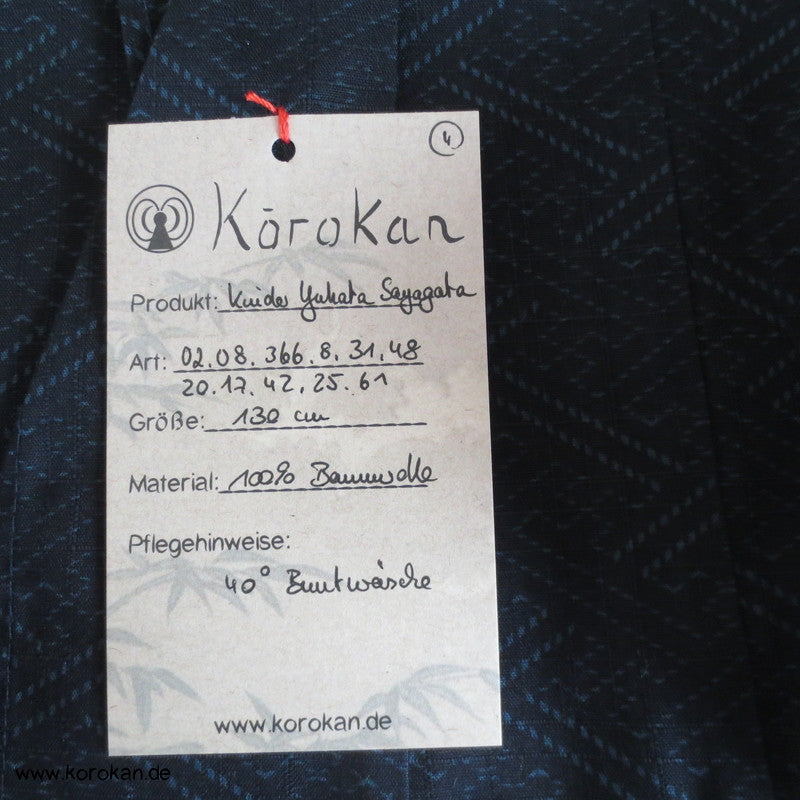 4
Kōrokan
Produkt: Kinder Yukata Sayagata
Art: 02.08.366.8.31.48
20.17.42.25.61
Größe: 130 cm
Material: 100% Baumwolle
Pflegehinweise:
40° Buntwäsche
www.korokan.de
www.korokan.de